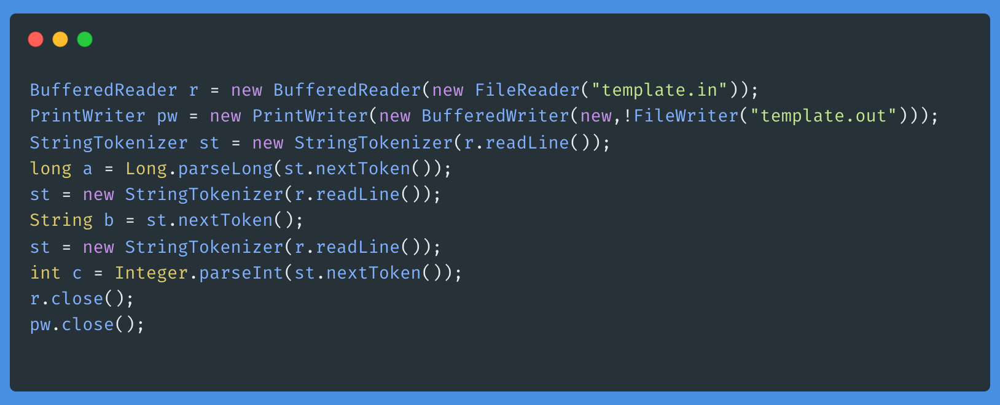 BufferedReader r = new BufferedReader(new FileReader("template.in"));
PrintWriter pw = new PrintWriter(new BufferedWriter(new,!FileWriter("template.out")));
StringTokenizer st = new StringTokenizer(r.readLine());
long a = Long.parseLong(st.nextToken());
st = new StringTokenizer(r.readLine());
String b = st.nextToken();
st = new StringTokenizer(r.readLine());
int c = Integer.parseInt(st.nextToken());
r.close();
pw.close();